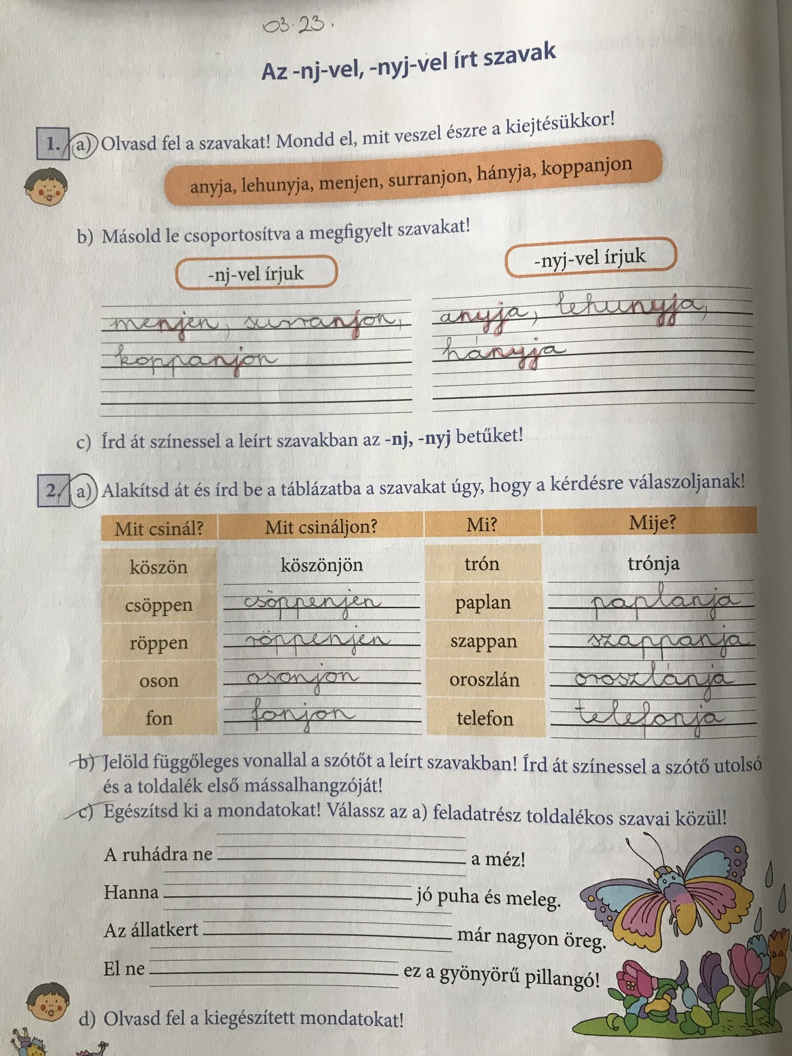 03.23.
Az -nj-vel, -nyj-vel írt szavak
1. a) Olvasd fel a szavakat! Mondd el, mit veszel észre a kiejtésükkor!
anyja, lehunyja, menjen, surranjon, hányja, koppanjon
b) Másold le csoportosítva a megfigyelt szavakat!
-nj-vel írjuk -nyj-vel írjuk
menjen, surranjon, anyja, lehunyja,
koppanjon hányja
c) Írd át színessel a leírt szavakban az -nj, -nyj betűket!
2. a) Alakítsd át és írd be a táblázatba a szavakat úgy, hogy a kérdésre válaszoljanak!
Mit csinál? Mit csináljon? Mi? Mije?
köszön köszönjön trón trónja
csöppen csöppenjen paplan paplanja
röppen röppenjen szappan szappanja
oson osonjon oroszlán oroszlánja
fon fonjon telefon telefonja
b) Jelöld függőleges vonallal a szótőt a leírt szavakban! Írd át színessel a szótő utolsó
és a toldalék első mássalhangzóját!
c) Egészítsd ki a mondatokat! Válassz az a) feladatrész toldalékos szavai közül!
A ruhádra ne a méz!
Hanna jó puha és meleg.
Az állatkert már nagyon öreg.
El ne ez a gyönyörű pillangó!
d) Olvasd fel a kiegészített mondatokat!